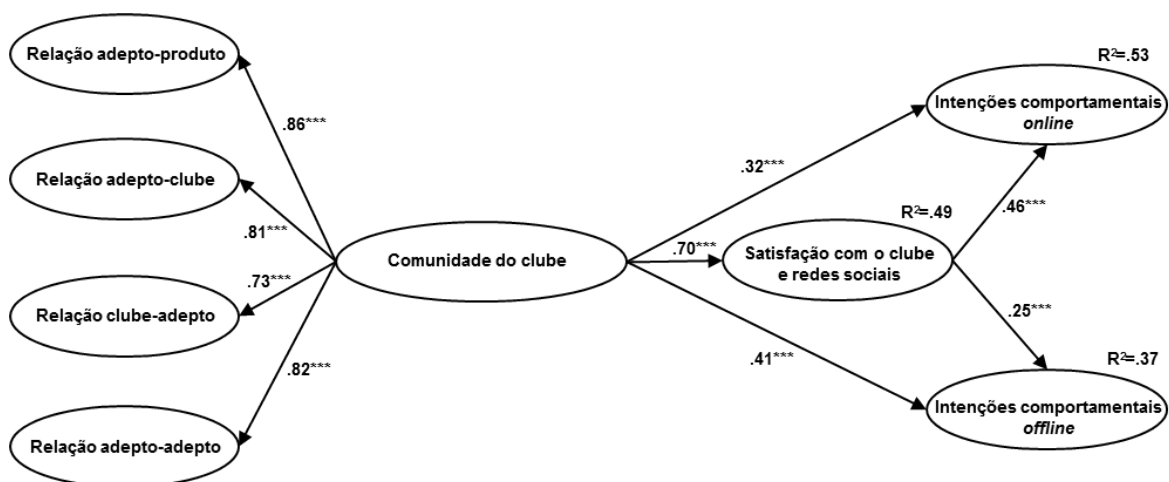 Relação adepto-produto
.86***
Relação adepto-clube
.81***
Relação clube-adepto
.73***
Relação adepto-adepto
.82***
Comunidade do clube
.32***
.70***
.41***
R²=.49
Satisfação com o clube
e redes sociais
R²=.53
Intenções comportamentais
online
.46***
.25***
R²=.37
Intenções comportamentais
offline